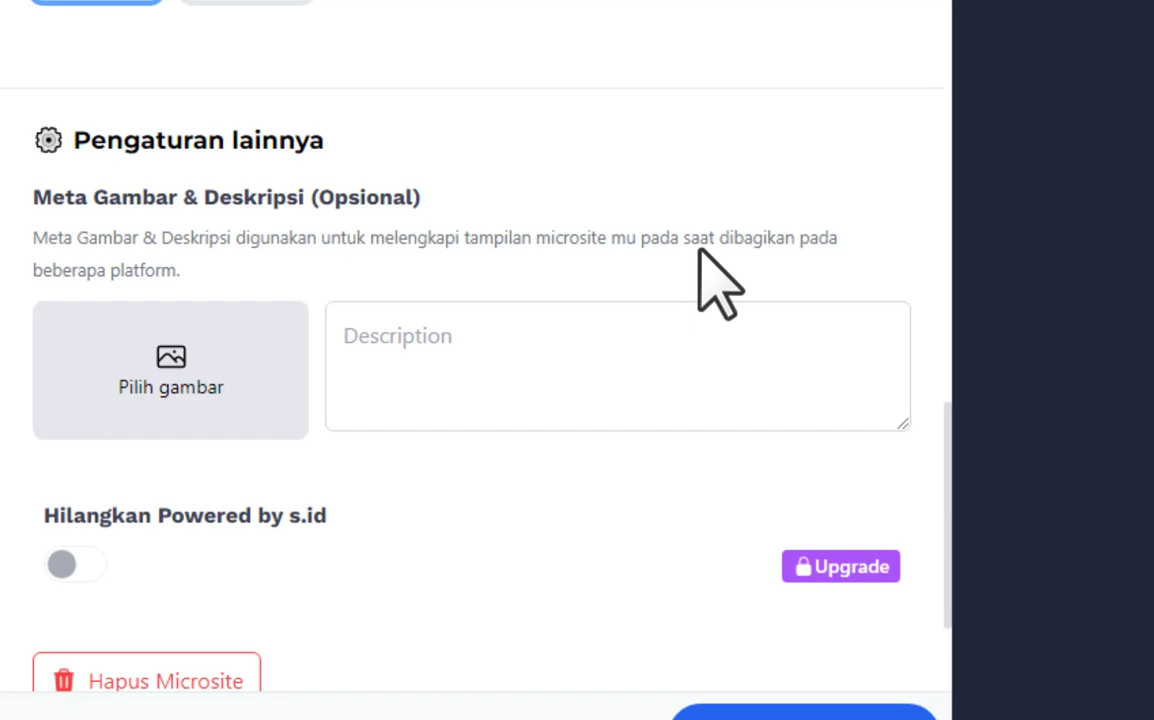 Pengaturan lainnya
Meta Gambar & Deskripsi (Opsional)
Meta Gambar & Deskripsi digunakan untuk melengkapi tampilan microsite mu pada saat dibagikan pada
beberapa platform.
Description
Pilih gambar
Hilangkan Powered by s.id
Upgrade
Hapus Microsite